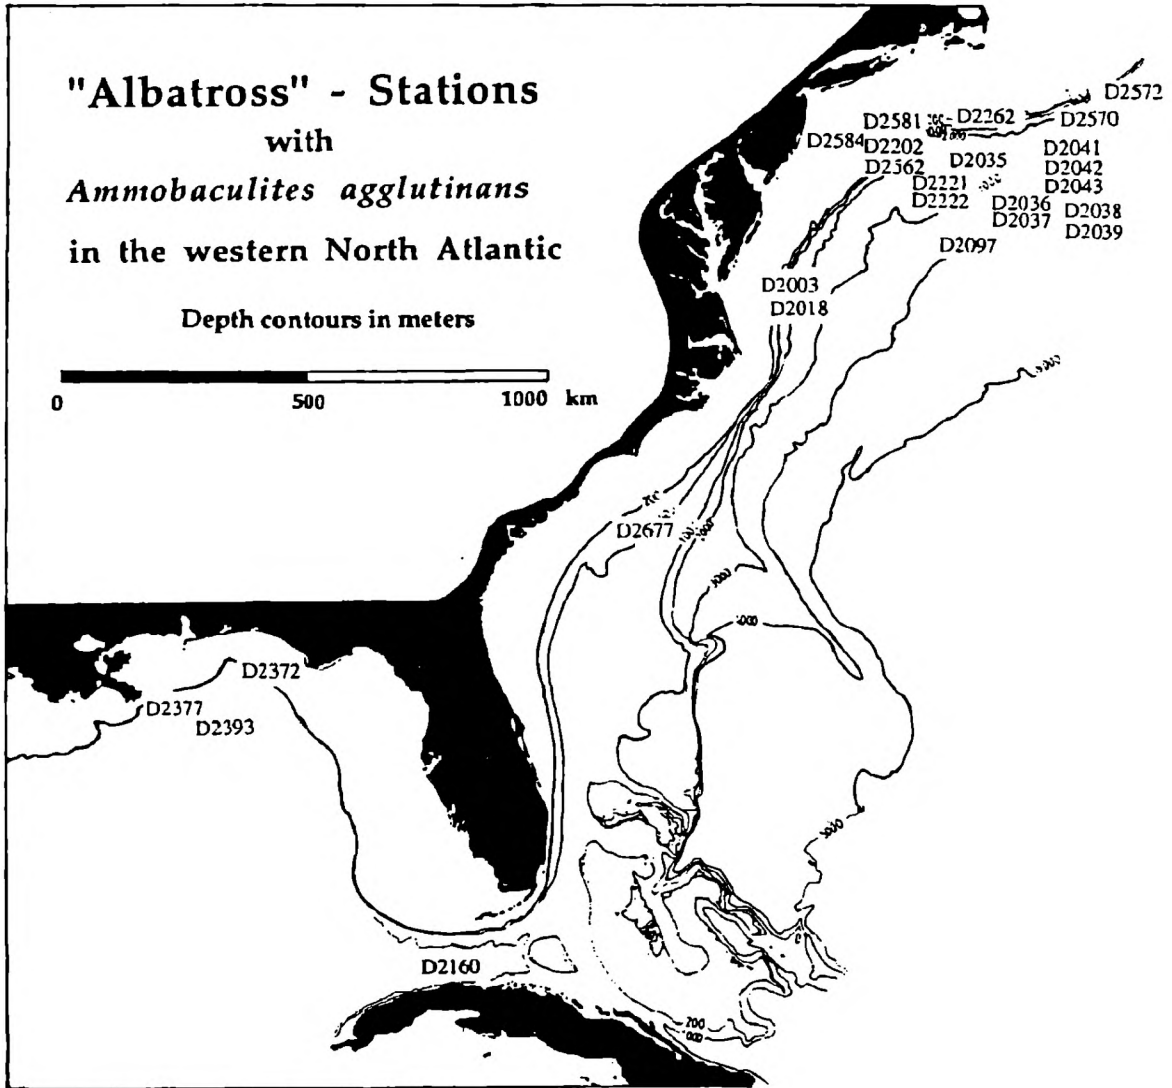 "Albatross" - Stations
with
Ammobaculites agglutinans
in the western North Atlantic
Depth contours in meters
0 500 1000 km
D2572
D2581 D2262 D2570
D2584 D2202 D2041
D2562 D2035 D2042
D2221 D2043
D2222 D2036 D2038
D2037 D2039
D2097
D2003
D2018
D2677
D2372
D2377
D2393
D2160
200